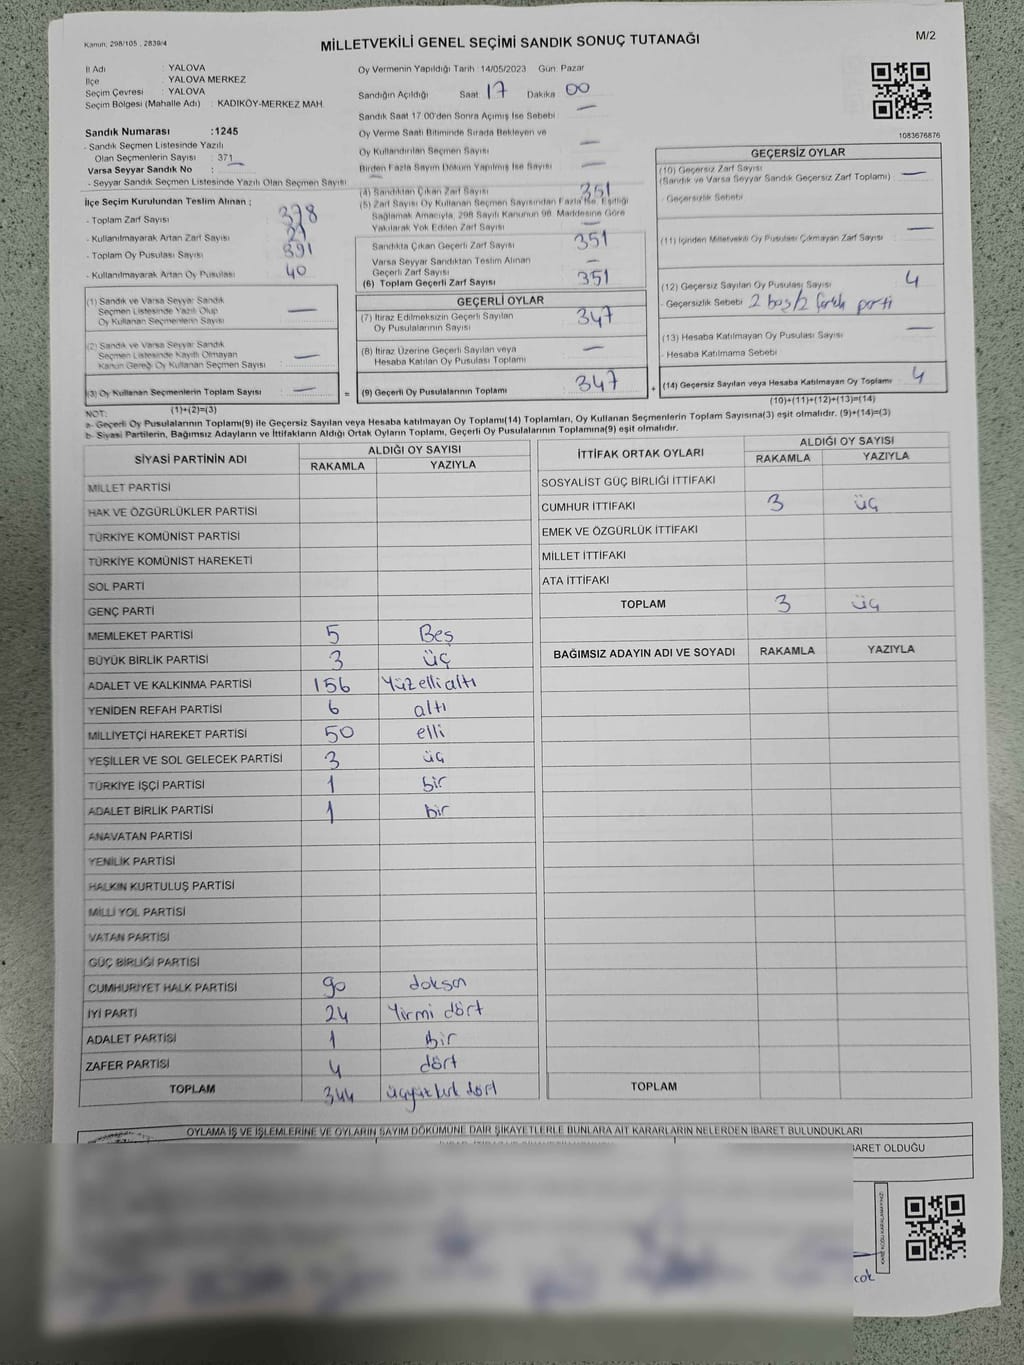 Kanun, 298/105 , 2839/4
MİLLETVEKİLİ GENEL SEÇİMİ SANDIK SONUÇ TUTANAĞI
M/2
İl Adı : YALOVA
İlçe : YALOVA MERKEZ
Seçim Çevresi : YALOVA
Seçim Bölgesi (Mahalle Adı) : KADIKÖY-MERKEZ MAH.
Sandık Numarası :1245
- Sandık Seçmen Listesinde Yazılı
Olan Seçmenlerin Sayısı : 371
Varsa Seyyar Sandık No :
- Seyyar Sandık Seçmen Listesinde Yazılı Olan Seçmen Sayısı
İlçe Seçim Kurulundan Teslim Alınan ;
- Toplam Zarf Sayısı 378
- Kullanılmayarak Artan Zarf Sayısı
- Toplam Oy Pusulası Sayısı 391
- Kullanılmayarak Artan Oy Pusulası 40
(1) Sandık ve Varsa Seyyar Sandık
Seçmen Listesinde Yazılı Olup
Oy Kullanan Seçmenlerin Sayısı —
(2) Sandık ve Varsa Seyyar Sandık
Seçmen Listesinde Kayıtlı Olmayan
Kanun Gereği Oy Kullanan Seçmen Sayısı —
(3) Oy Kullanan Seçmenlerin Toplam Sayısı —
(1)+(2)=(3)
Oy Vermenin Yapıldığı Tarih :14/05/2023 Gün: Pazar
Sandığın Açıldığı Saat 17 Dakika 00
Sandık Saat 17 00'den Sonra Açımış İse Sebebi —
Oy Verme Saati Bitiminde Sırada Bekleyen ve
Oy Kullandırılan Seçmen Sayısı —
Birden Fazla Sayım Döküm Yapılmış İse Sayısı —
(4) Sandıktan Çıkan Zarf Sayısı 351
(5) Zarf Sayısı Oy Kullanan Seçmen Sayısından Fazla İse, Eşitliği
Sağlamak Amacıyla, 298 Sayılı Kanunun 98. Maddesine Göre
Yakılarak Yok Edilen Zarf Sayısı
Sandıkta Çıkan Geçerli Zarf Sayısı 351
Varsa Seyyar Sandıktan Teslim Alınan
Geçerli Zarf Sayısı —
(6) Toplam Geçerli Zarf Sayısı 351
GEÇERLİ OYLAR
(7) İtiraz Edilmeksizin Geçerli Sayılan
Oy Pusulalarının Sayısı 347
(8) İtiraz Üzerine Geçerli Sayılan veya
Hesaba Katılan Oy Pusulası Toplamı —
= (9) Geçerli Oy Pusulalarının Toplamı 347 +
1083676876
GEÇERSİZ OYLAR
(10) Geçersiz Zarf Sayısı
(Sandık ve Varsa Seyyar Sandık Geçersiz Zarf Toplamı) —
- Geçersizlik Sebebi
(11) İçinden Milletvekili Oy Pusulası Çıkmayan Zarf Sayısı —
(12) Geçersiz Sayılan Oy Pusulası Sayısı 4
- Geçersizlik Sebebi 2 boş/2 farklı parti
(13) Hesaba Katılmayan Oy Pusulası Sayısı —
- Hesaba Katılmama Sebebi
(14) Geçersiz Sayılan veya Hesaba Katılmayan Oy Toplamı 4
(10)+(11)+(12)+(13)=(14)
NOT:
a- Geçerli Oy Pusulalarının Toplamı(9) ile Geçersiz Sayılan veya Hesaba katılmayan Oy Toplamı(14) Toplamları, Oy Kullanan Seçmenlerin Toplam Sayısına(3) eşit olmalıdır. (9)+(14)=(3)
b- Siyasi Partilerin, Bağımsız Adayların ve İttifakların Aldığı Ortak Oyların Toplamı, Geçerli Oy Pusulalarının Toplamına(9) eşit olmalıdır.
SİYASİ PARTİNİN ADI
ALDIĞI OY SAYISI
RAKAMLA YAZIYLA
MİLLET PARTİSİ
HAK VE ÖZGÜRLÜKLER PARTİSİ
TÜRKİYE KOMÜNİST PARTİSİ
TÜRKİYE KOMÜNİST HAREKETİ
SOL PARTİ
GENÇ PARTİ
MEMLEKET PARTİSİ 5 Beş
BÜYÜK BİRLİK PARTİSİ 3 üç
ADALET VE KALKINMA PARTİSİ 156 Yüzelli altı
YENİDEN REFAH PARTİSİ 6 altı
MİLLİYETÇİ HAREKET PARTİSİ 50 elli
YEŞİLLER VE SOL GELECEK PARTİSİ 3 üç
TÜRKİYE İŞÇİ PARTİSİ 1 bir
ADALET BİRLİK PARTİSİ 1 bir
ANAVATAN PARTİSİ
YENİLİK PARTİSİ
HALKIN KURTULUŞ PARTİSİ
MİLLİ YOL PARTİSİ
VATAN PARTİSİ
GÜÇ BİRLİĞİ PARTİSİ
CUMHURİYET HALK PARTİSİ 90 doksan
İYİ PARTİ 24 Yirmi dört
ADALET PARTİSİ 1 Bir
ZAFER PARTİSİ 4 dört
TOPLAM 344 üçyüzkırk dört
İTTİFAK ORTAK OYLARI
ALDIĞI OY SAYISI
RAKAMLA YAZIYLA
SOSYALİST GÜÇ BİRLİĞİ İTTİFAKI
CUMHUR İTTİFAKI 3 üç
EMEK VE ÖZGÜRLÜK İTTİFAKI
MİLLET İTTİFAKI
ATA İTTİFAKI
TOPLAM 3 üç
BAĞIMSIZ ADAYIN ADI VE SOYADI RAKAMLA YAZIYLA
TOPLAM
OYLAMA İŞ VE İŞLEMLERİNE VE OYLARIN SAYIM DÖKÜMÜNE DAİR ŞİKAYETLERLE BUNLARA AİT KARARLARIN NELERDEN İBARET BULUNDUKLARI
BARET OLDUĞU
cok